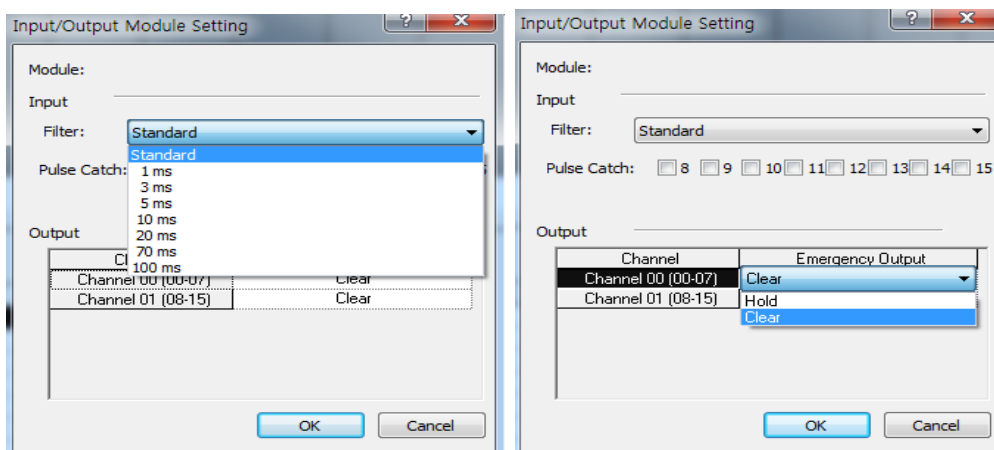 Input/Output Module Setting
Module:
Input
Filter: Standard
Standard
1 ms
3 ms
5 ms
10 ms
20 ms
70 ms
100 ms
Pulse Catch:
Output
Channel 00 (00-07) Clear
Channel 01 (08-15) Clear
OK Cancel
Input/Output Module Setting
Module:
Input
Filter: Standard
Pulse Catch: 8 9 10 11 12 13 14 15
Output
Channel Emergency Output
Channel 00 (00-07) Clear
Channel 01 (08-15) Hold
Clear
OK Cancel